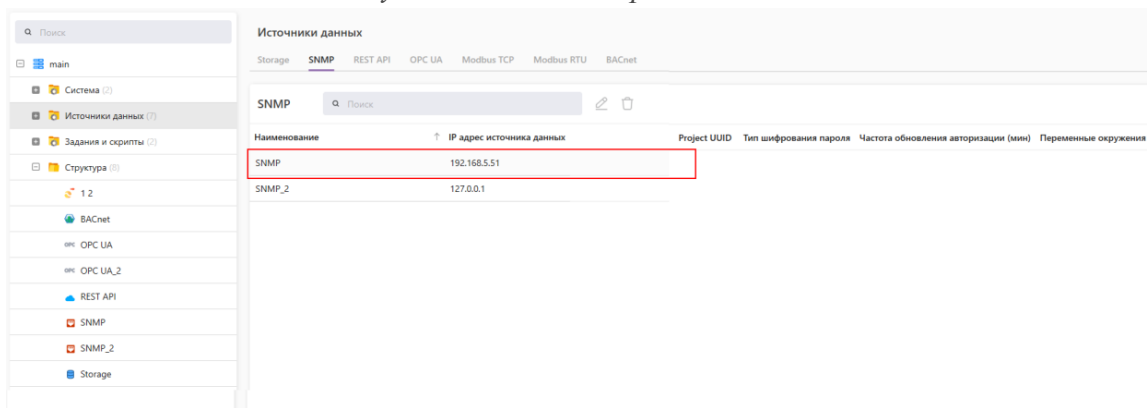 Поиск
main
Система (2)
Источники данных (7)
Задания и скрипты (2)
Структура (8)
1 2
BACnet
OPC OPC UA
OPC OPC UA_2
REST API
SNMP
SNMP_2
Storage
Источники данных
Storage SNMP REST API OPC UA Modbus TCP Modbus RTU BACnet
SNMP Поиск
Наименование ↑ IP адрес источника данных Project UUID Тип шифрования пароля Частота обновления авторизации (мин) Переменные окружения
SNMP 192.168.5.51
SNMP_2 127.0.0.1